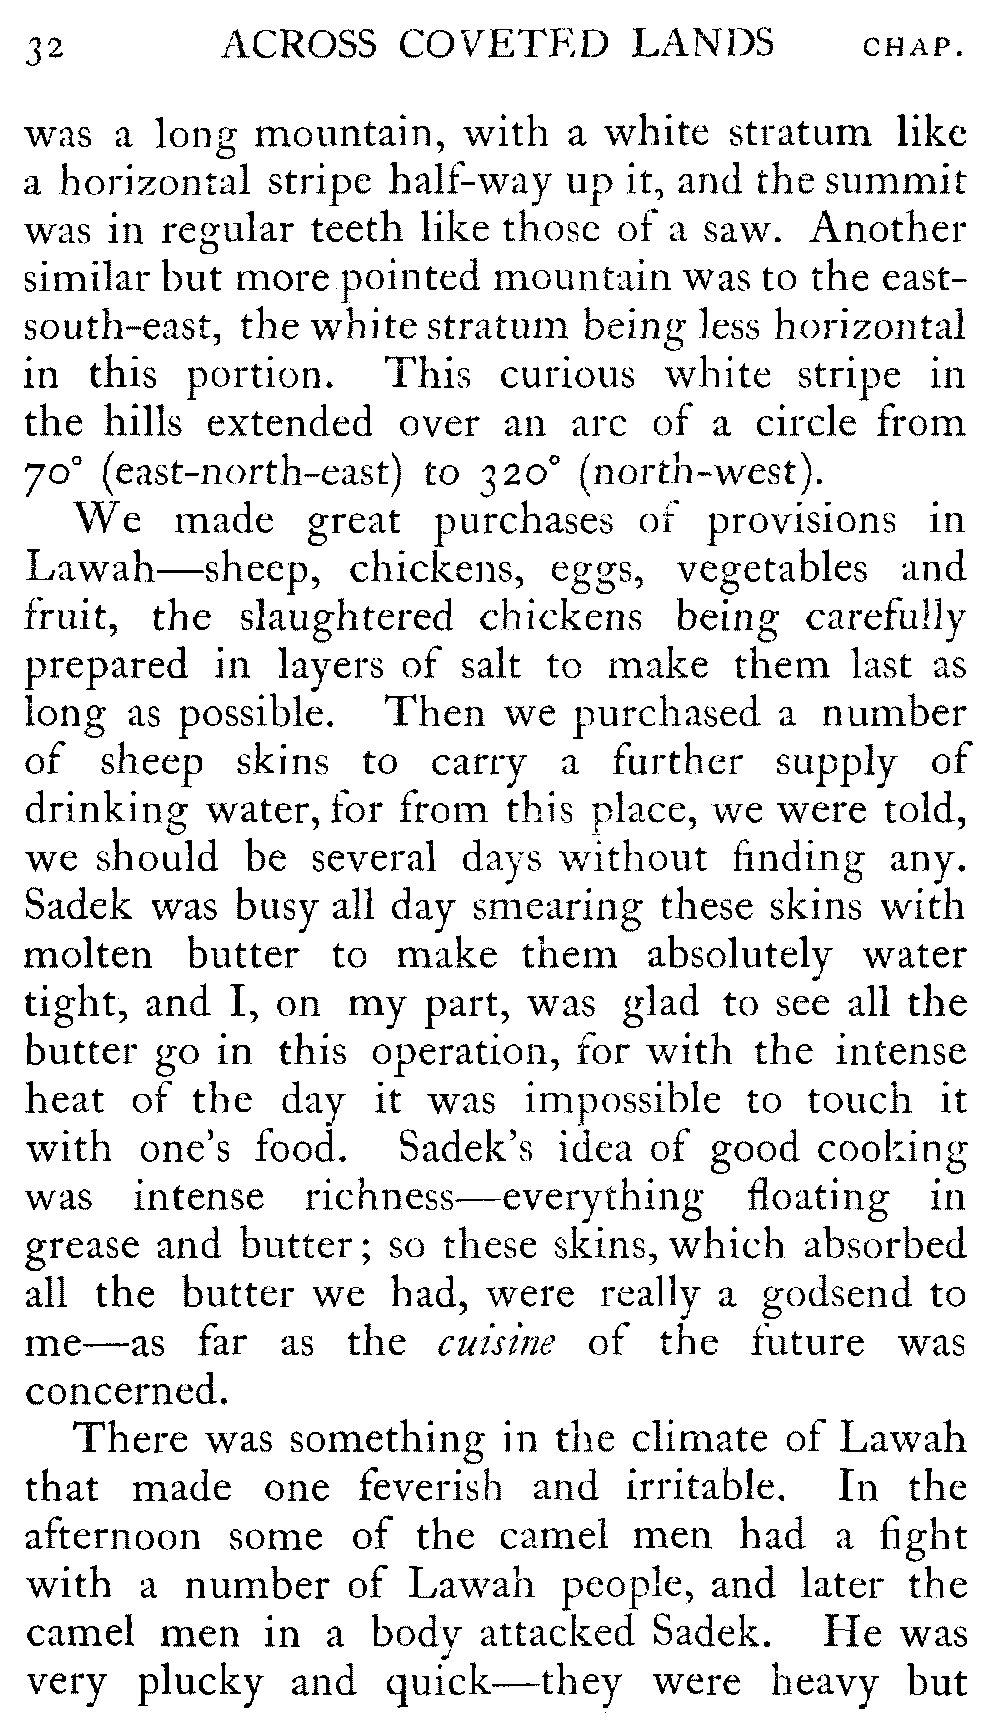 32 ACROSS COVETED LANDS CHAP.
was a long mountain, with a white stratum like
a horizontal stripe half-way up it, and the summit
was in regular teeth like those of a saw. Another
similar but more pointed mountain was to the east-
south-east, the white stratum being less horizontal
in this portion. This curious white stripe in
the hills extended over an arc of a circle from
70° (east-north-east) to 320° (north-west).
We made great purchases of provisions in
Lawah—sheep, chickens, eggs, vegetables and
fruit, the slaughtered chickens being carefully
prepared in layers of salt to make them last as
long as possible. Then we purchased a number
of sheep skins to carry a further supply of
drinking water, for from this place, we were told,
we should be several days without finding any.
Sadek was busy all day smearing these skins with
molten butter to make them absolutely water
tight, and I, on my part, was glad to see all the
butter go in this operation, for with the intense
heat of the day it was impossible to touch it
with one's food. Sadek's idea of good cooking
was intense richness—everything floating in
grease and butter; so these skins, which absorbed
all the butter we had, were really a godsend to
me—as far as the cuisine of the future was
concerned.
There was something in the climate of Lawah
that made one feverish and irritable. In the
afternoon some of the camel men had a fight
with a number of Lawah people, and later the
camel men in a body attacked Sadek. He was
very plucky and quick—they were heavy but